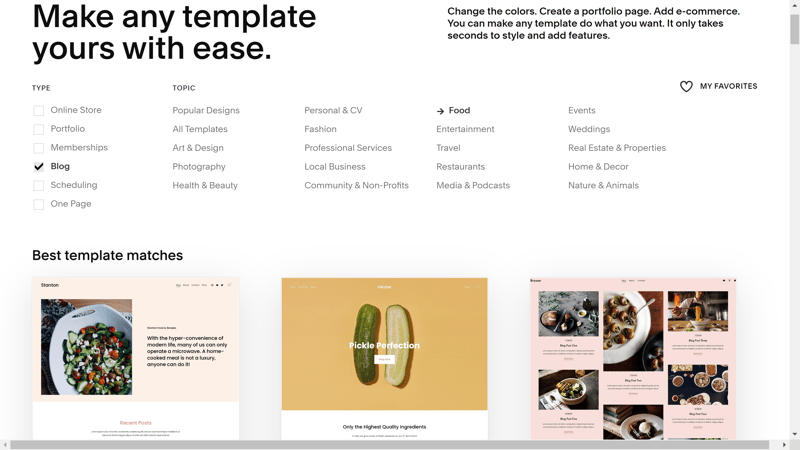 Make any template
yours with ease.
Change the colors. Create a portfolio page. Add e-commerce.
You can make any template do what you want. It only takes
seconds to style and add features.
TYPE
TOPIC
MY FAVORITES
Online Store
Portfolio
Memberships
Blog
Scheduling
One Page
Popular Designs
All Templates
Art & Design
Photography
Health & Beauty
Personal & CV
Fashion
Professional Services
Local Business
Community & Non-Profits
Food
Entertainment
Travel
Restaurants
Media & Podcasts
Events
Weddings
Real Estate & Properties
Home & Decor
Nature & Animals
Best template matches
Stanton
With the hyper-convenience of
modern life, many of us can only
operate a microwave. A home-
cooked meal is not a luxury,
anyone can do it!
Recent Posts
Pickle Perfection
Only the Highest Quality Ingredients